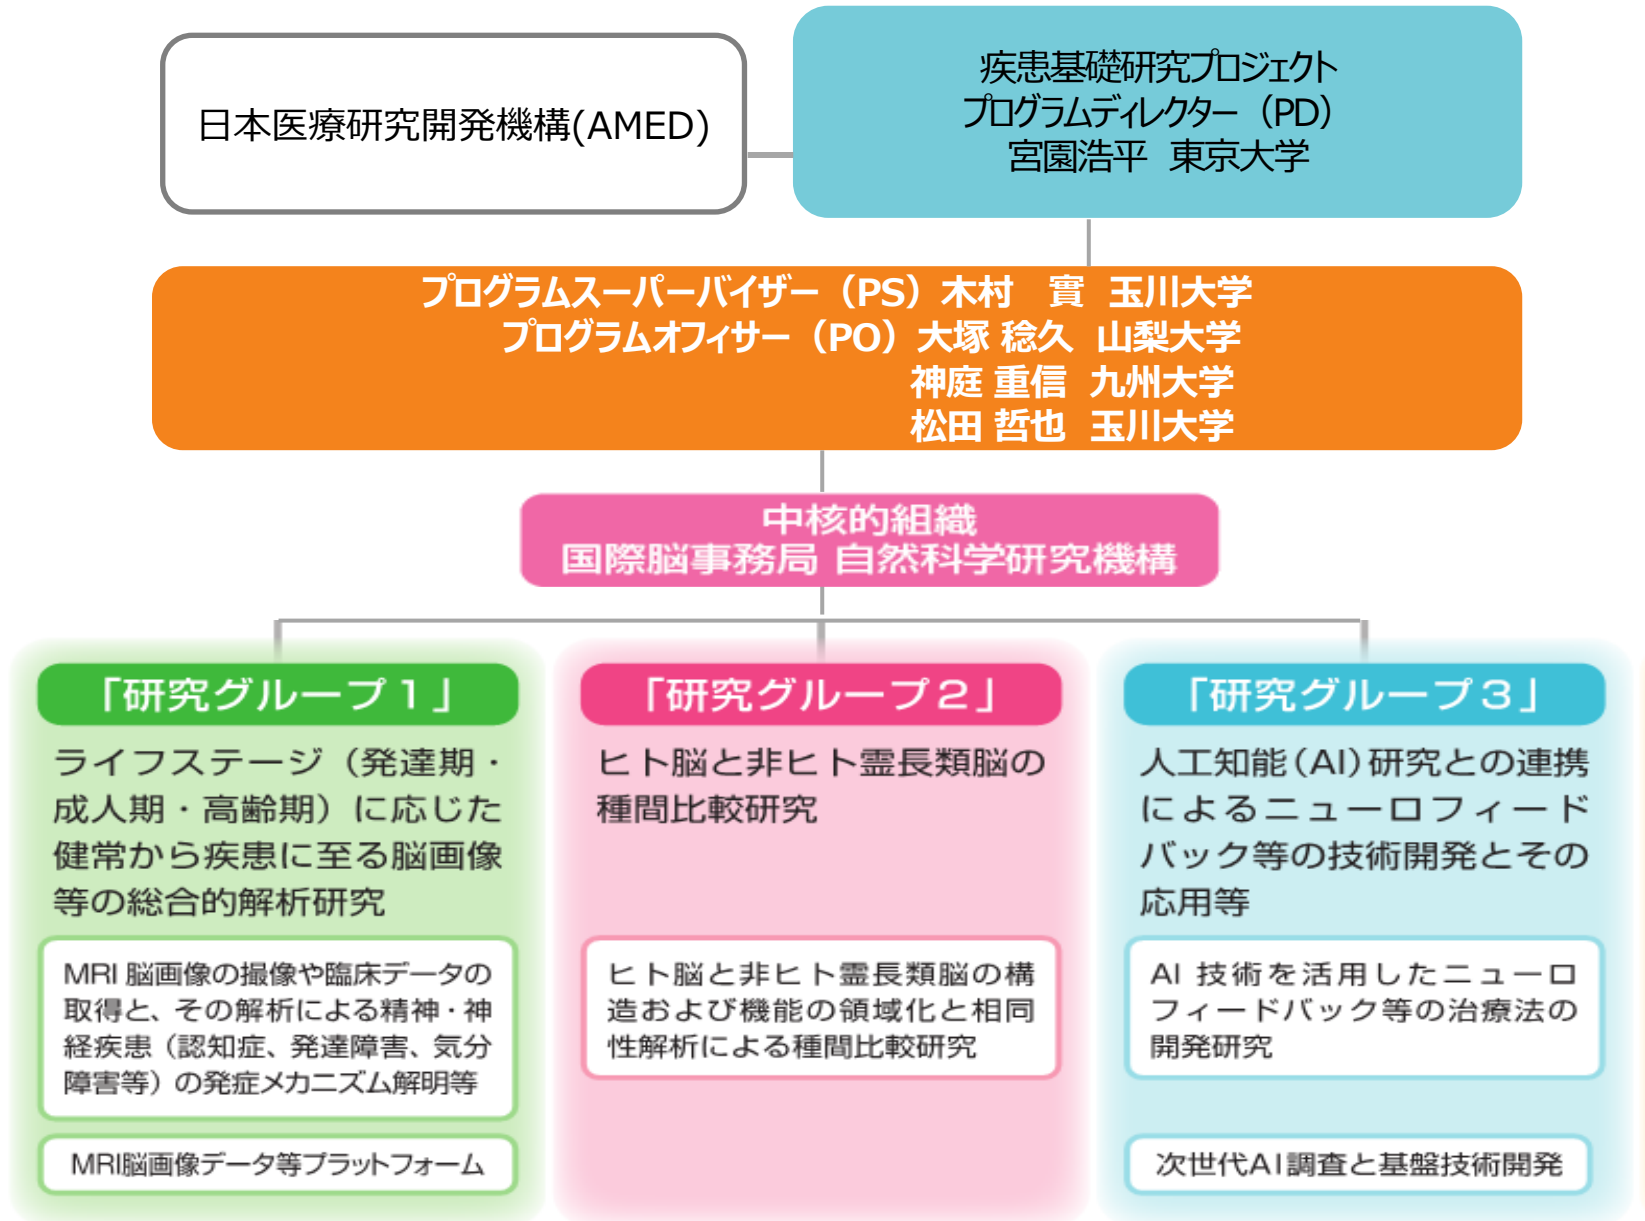 日本医療研究開発機構(AMED)
疾患基礎研究プロジェクト
プログラムディレクター（PD）
宮園浩平　東京大学
プログラムスーパーバイザー（PS）木村　實　玉川大学
プログラムオフィサー（PO）大塚 稔久　山梨大学
神庭 重信　九州大学
松田 哲也　玉川大学
中核的組織
国際脳事務局 自然科学研究機構
「研究グループ１」
ライフステージ（発達期・
成人期・高齢期）に応じた
健常から疾患に至る脳画像
等の総合的解析研究
MRI 脳画像の撮像や臨床データの
取得と、その解析による精神・神
経疾患（認知症、発達障害、気分
障害等）の発症メカニズム解明等
MRI脳画像データ等プラットフォーム
「研究グループ２」
ヒト脳と非ヒト霊長類脳の
種間比較研究
ヒト脳と非ヒト霊長類脳の構
造および機能の領域化と相同
性解析による種間比較研究
「研究グループ３」
人工知能（AI）研究との連携
によるニューロフィード
バック等の技術開発とその
応用等
AI 技術を活用したニューロ
フィードバック等の治療法の
開発研究
次世代AI調査と基盤技術開発